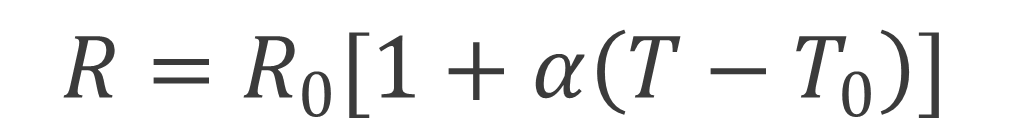 R = R₀[1 + α(T − T₀)]